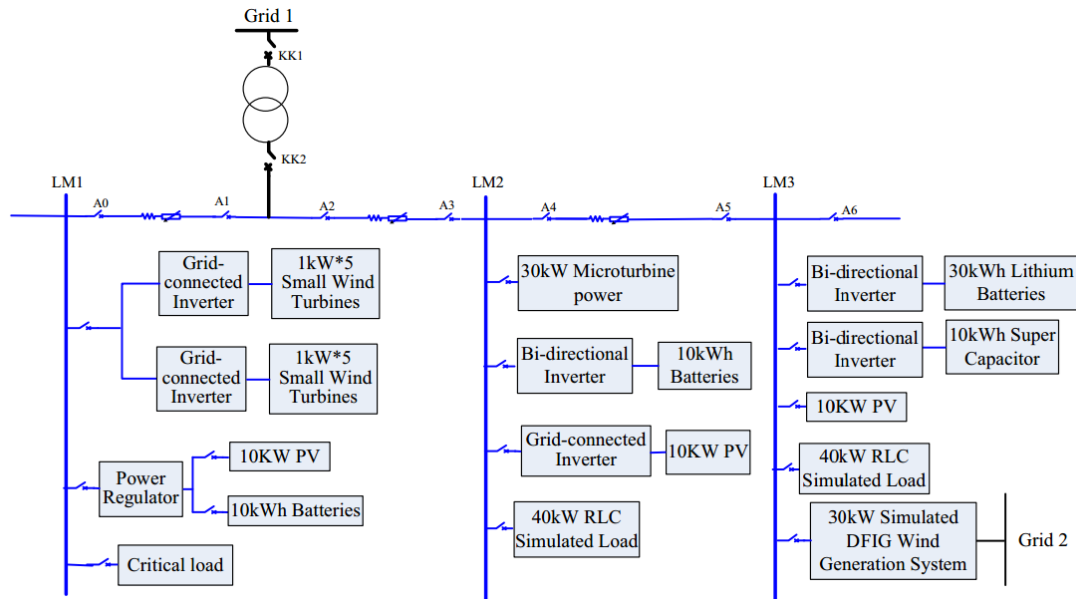 Grid 1
KK1
KK2
LM1
LM2
LM3
A0
A1
A2
A3
A4
A5
A6
Grid-
connected
Inverter
1kW*5
Small Wind
Turbines
Grid-
connected
Inverter
1kW*5
Small Wind
Turbines
Power
Regulator
10KW PV
10kWh Batteries
Critical load
30kW Microturbine
power
Bi-directional
Inverter
10kWh
Batteries
Grid-connected
Inverter
10KW PV
40kW RLC
Simulated Load
Bi-directional
Inverter
30kWh Lithium
Batteries
Bi-directional
Inverter
10kWh Super
Capacitor
10KW PV
40kW RLC
Simulated Load
30kW Simulated
DFIG Wind
Generation System
Grid 2